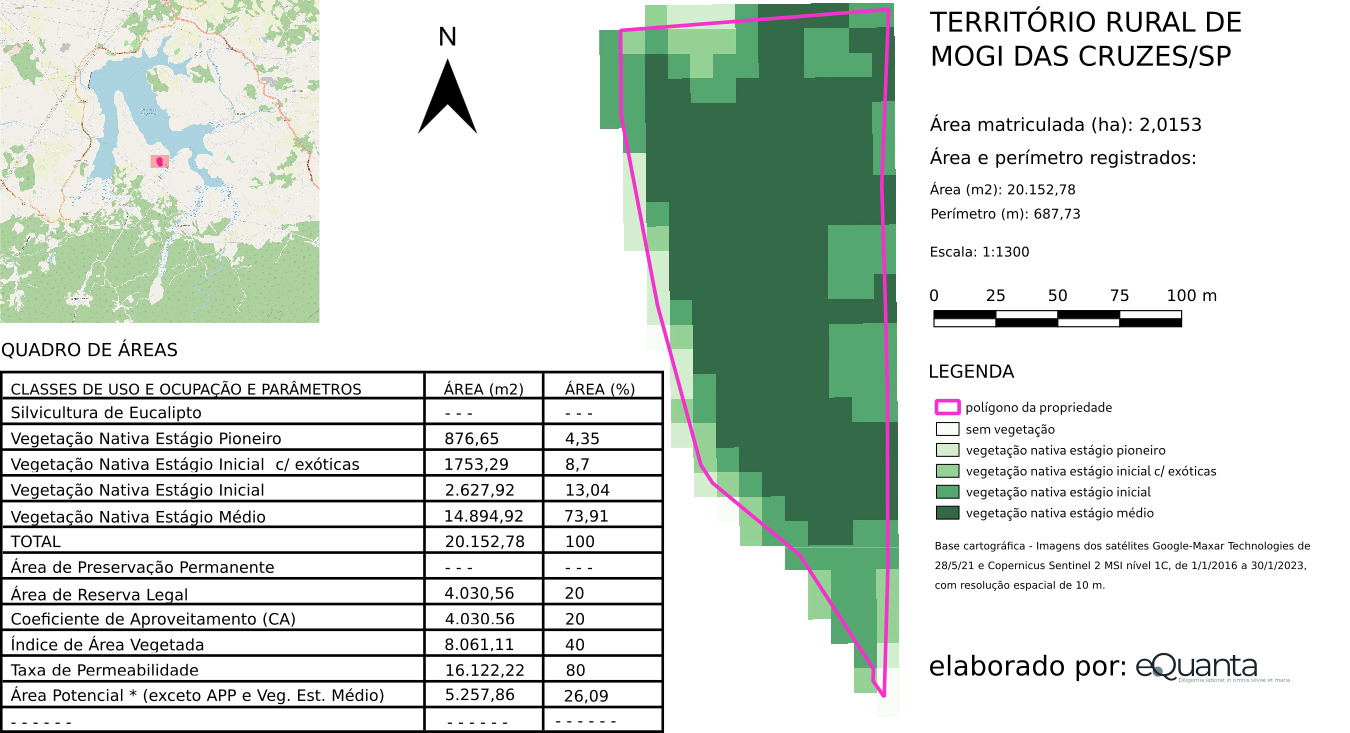 N
TERRITÓRIO RURAL DE
MOGI DAS CRUZES/SP
Área matriculada (ha): 2,0153
Área e perímetro registrados:
Área (m2): 20.152,78
Perímetro (m): 687,73
Escala: 1:1300
0 25 50 75 100 m
QUADRO DE ÁREAS
CLASSES DE USO E OCUPAÇÃO E PARÂMETROS ÁREA (m2) ÁREA (%)
Silvicultura de Eucalipto - - - - - -
Vegetação Nativa Estágio Pioneiro 876,65 4,35
Vegetação Nativa Estágio Inicial c/ exóticas 1753,29 8,7
Vegetação Nativa Estágio Inicial 2.627,92 13,04
Vegetação Nativa Estágio Médio 14.894,92 73,91
TOTAL 20.152,78 100
Área de Preservação Permanente - - - - - -
Área de Reserva Legal 4.030,56 20
Coeficiente de Aproveitamento (CA) 4.030,56 20
Índice de Área Vegetada 8.061,11 40
Taxa de Permeabilidade 16.122,22 80
Área Potencial * (exceto APP e Veg. Est. Médio) 5.257,86 26,09
- - - - - - - - - - - - - - - - - -
LEGENDA
polígono da propriedade
sem vegetação
vegetação nativa estágio pioneiro
vegetação nativa estágio inicial c/ exóticas
vegetação nativa estágio inicial
vegetação nativa estágio médio
Base cartográfica - Imagens dos satélites Google-Maxar Technologies de
28/5/21 e Copernicus Sentinel 2 MSI nível 1C, de 1/1/2016 a 30/1/2023,
com resolução espacial de 10 m.
elaborado por: eQuanta
Diligentia laborat in omnis silvae et maria